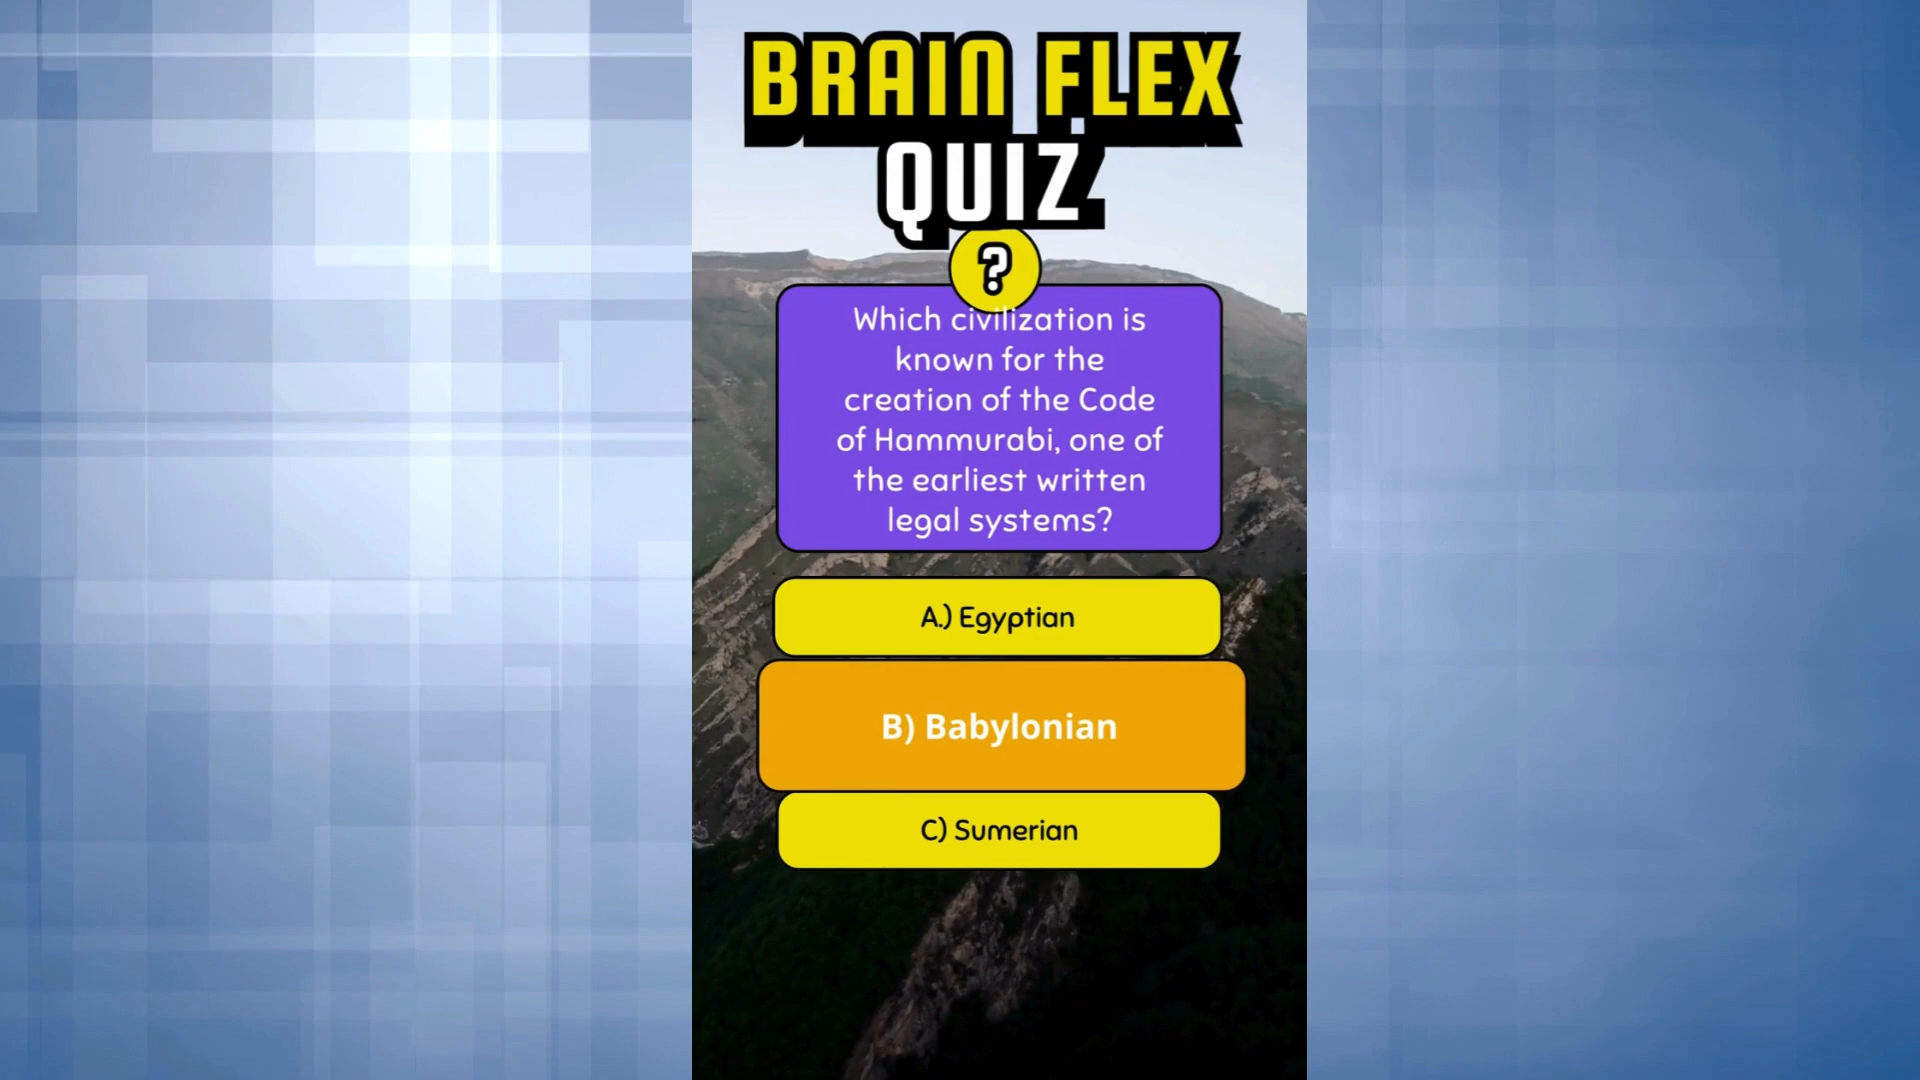 BRAIN FLEX
QUIZ
?
Which civilization is
known for the
creation of the Code
of Hammurabi, one of
the earliest written
legal systems?
A.) Egyptian
B) Babylonian
C) Sumerian